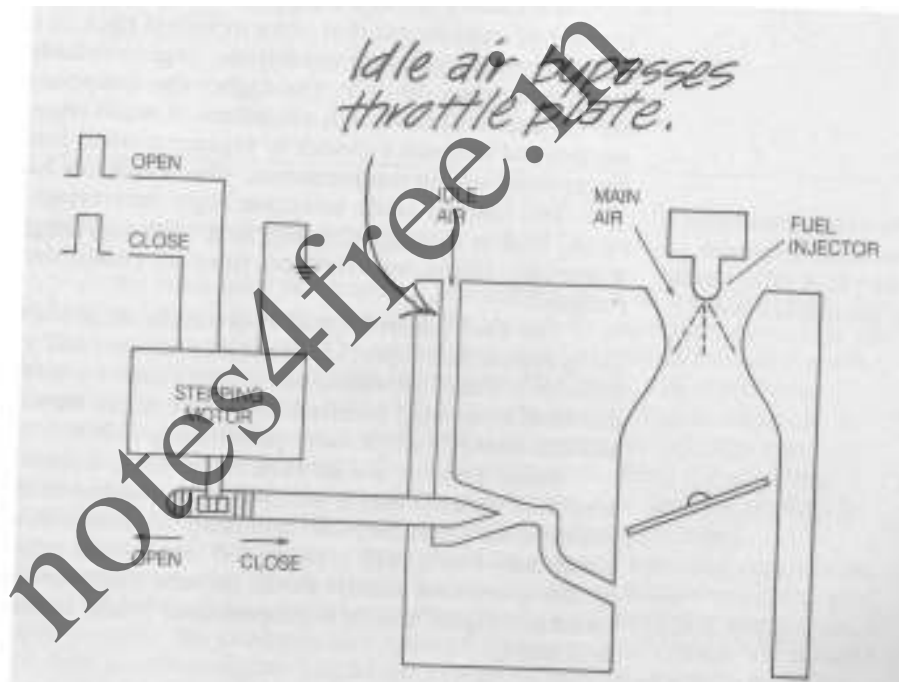 Idle air bypasses
throttle plate.
OPEN
CLOSE
IDLE
AIR
MAIN
AIR
FUEL
INJECTOR
STEPPING
MOTOR
OPEN
CLOSE
notes4free.in